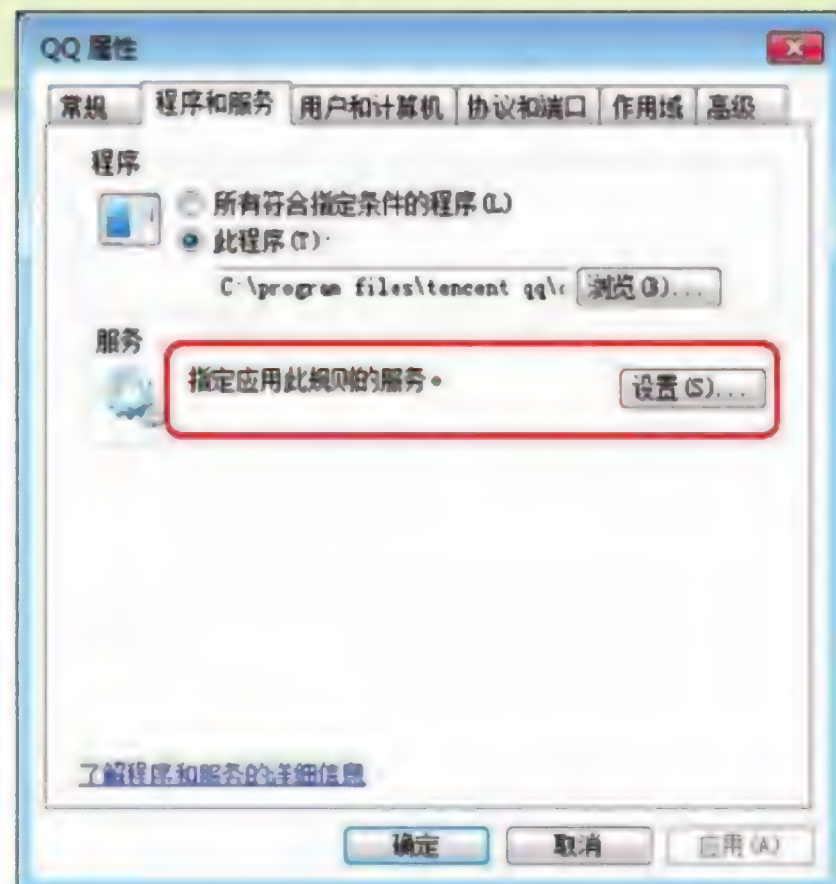 QQ 属性
常规 程序和服务 用户和计算机 协议和端口 作用域 高级
程序
所有符合指定条件的程序(L)
此程序(T):
C:\program files\tencent qq\ 浏览(B)...
服务
指定应用此规则的服务。 设置(S)...
了解程序和服务的详细信息
确定 取消 应用(A)